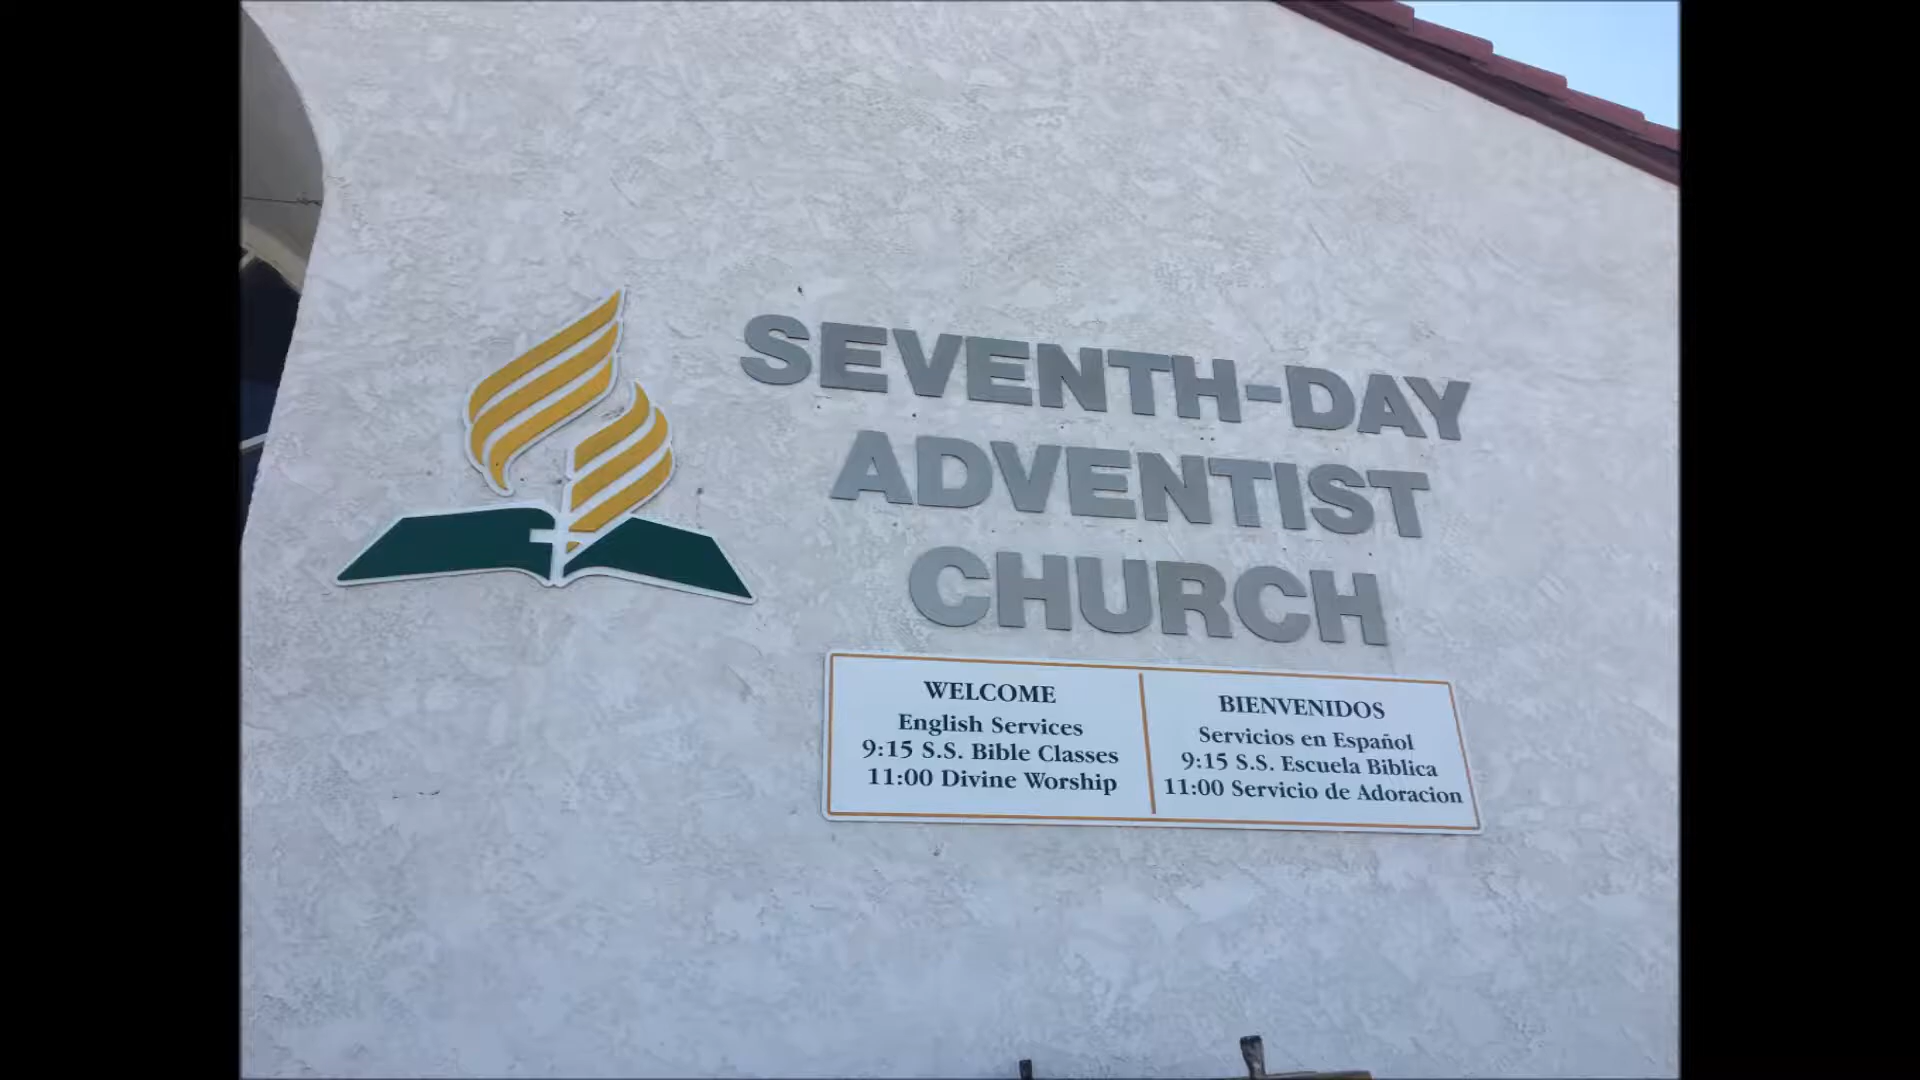 SEVENTH-DAY
ADVENTIST
CHURCH
WELCOME
English Services
9:15 S.S. Bible Classes
11:00 Divine Worship
BIENVENIDOS
Servicios en Español
9:15 S.S. Escuela Biblica
11:00 Servicio de Adoracion